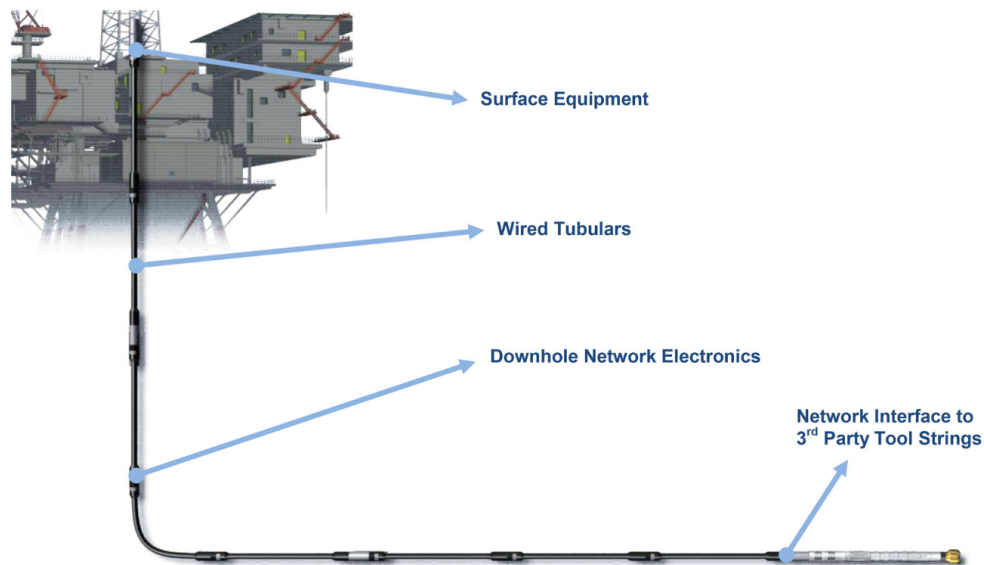 Surface Equipment
Wired Tubulars
Downhole Network Electronics
Network Interface to
3rd Party Tool Strings